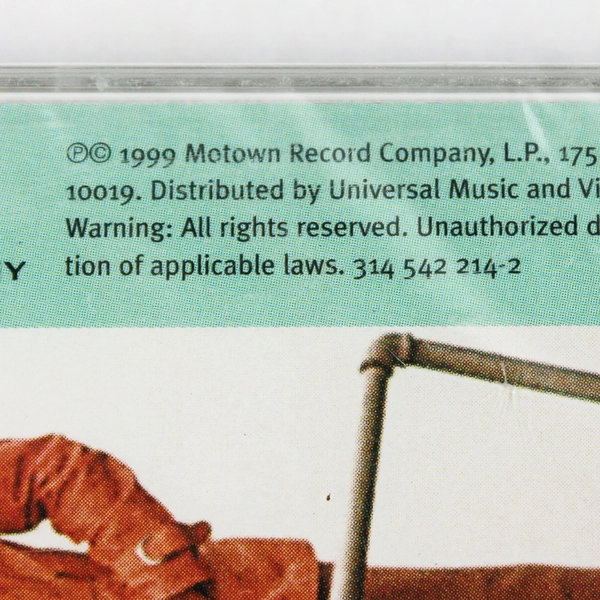 ℗© 1999 Motown Record Company, L.P., 175
10019. Distributed by Universal Music and Vi
Warning: All rights reserved. Unauthorized d
Y tion of applicable laws. 314 542 214-2